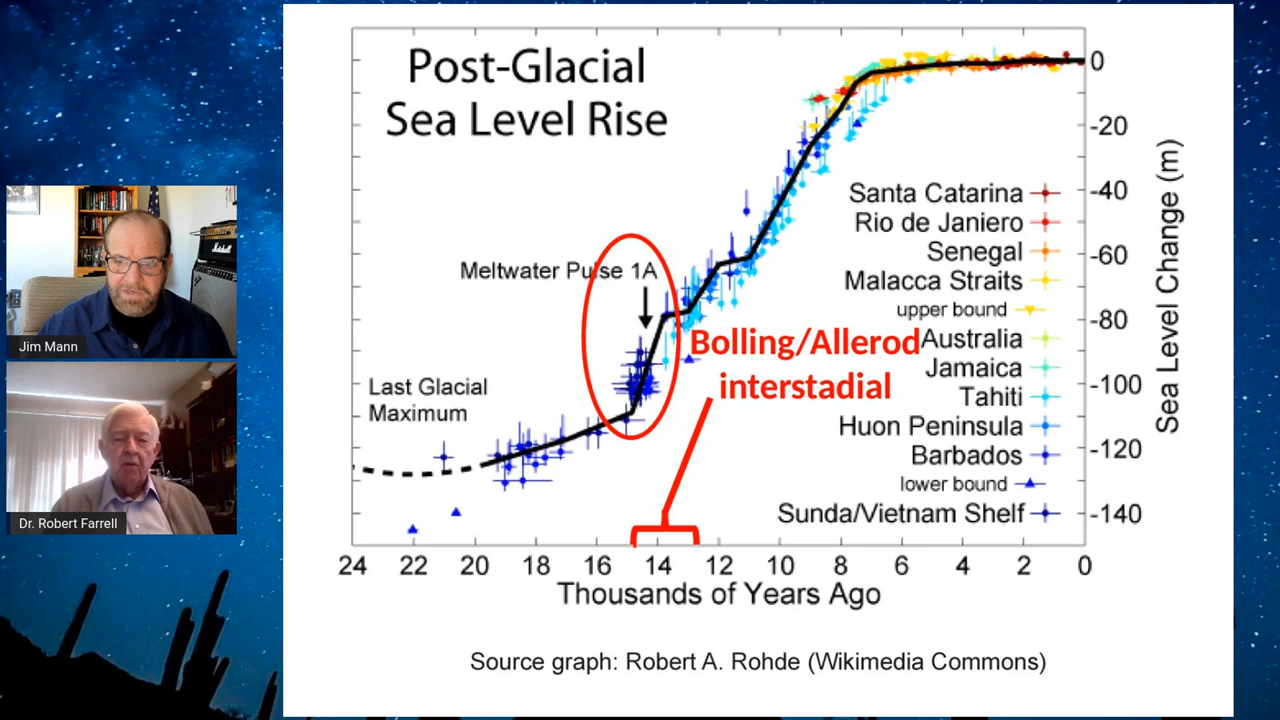 Post-Glacial
Sea Level Rise
Meltwater Pulse 1A
Last Glacial
Maximum
Bolling/Allerod
interstadial
Santa Catarina
Rio de Janiero
Senegal
Malacca Straits
upper bound
Australia
Jamaica
Tahiti
Huon Peninsula
Barbados
lower bound
Sunda/Vietnam Shelf
0
-20
-40
-60
-80
-100
-120
-140
Sea Level Change (m)
24 22 20 18 16 14 12 10 8 6 4 2 0
Thousands of Years Ago
Source graph: Robert A. Rohde (Wikimedia Commons)
Marshall
Jim Mann
Dr. Robert Farrell